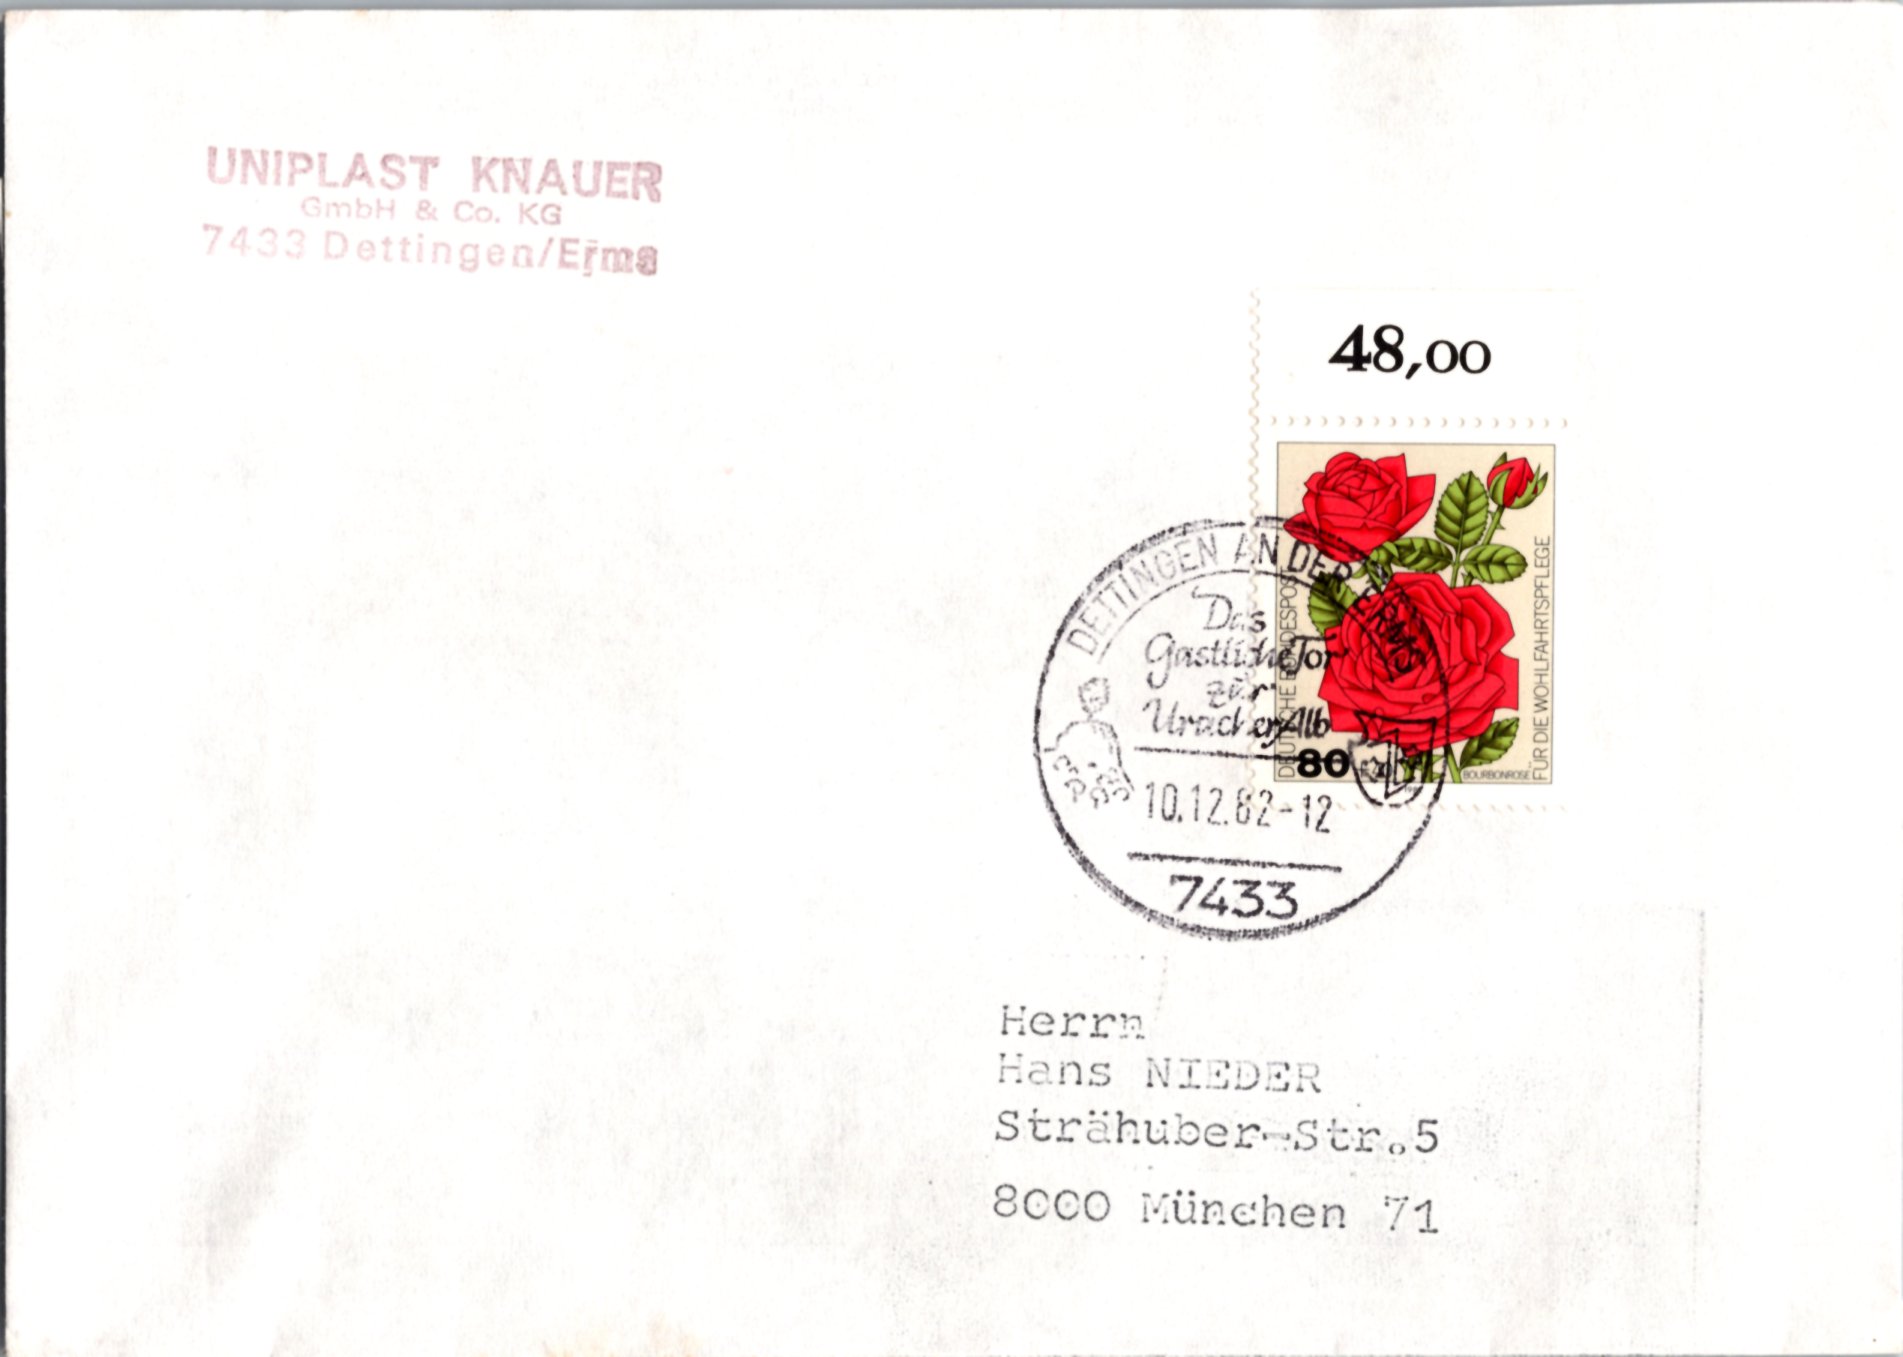 UNIPLAST KNAUER
GmbH & Co. KG
7433 Dettingen/Erms
48,00
DEUTSCHE BUNDESPOST
FÜR DIE WOHLFAHRTSPFLEGE
BOURBONROSE
80
DETTINGEN AN DER ERMS
Das
Gastliche Tor
zur
Uracher Alb
10.12.82-12
7433
Herrn
Hans NIEDER
Strähuber-Str.5
8000 München 71